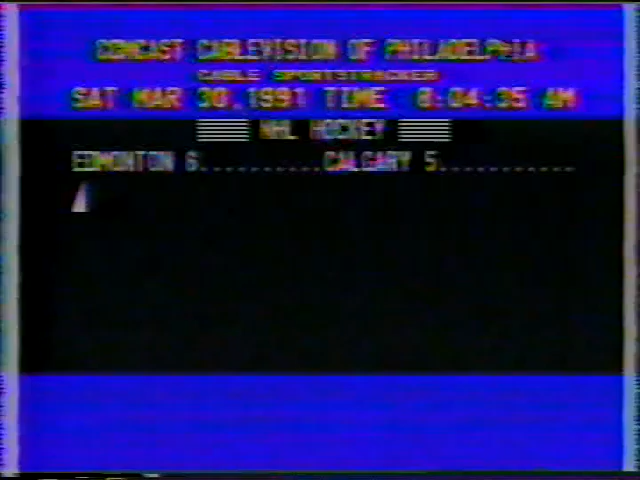 COMCAST CABLEVISION OF PHILADELPHIA
CABLE SPORTSTRACKER
SAT MAR 30,1991 TIME 8:04:35 AM
NHL HOCKEY
EDMONTON 6..........CALGARY 5............